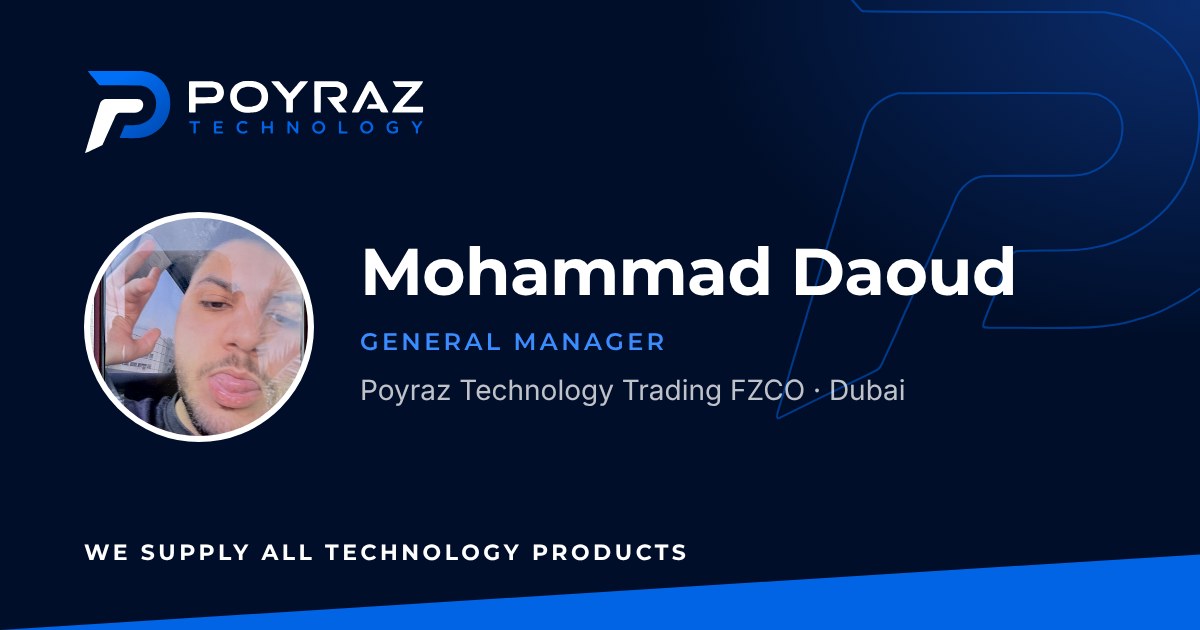 POYRAZ
TECHNOLOGY
Mohammad Daoud
GENERAL MANAGER
Poyraz Technology Trading FZCO · Dubai
WE SUPPLY ALL TECHNOLOGY PRODUCTS